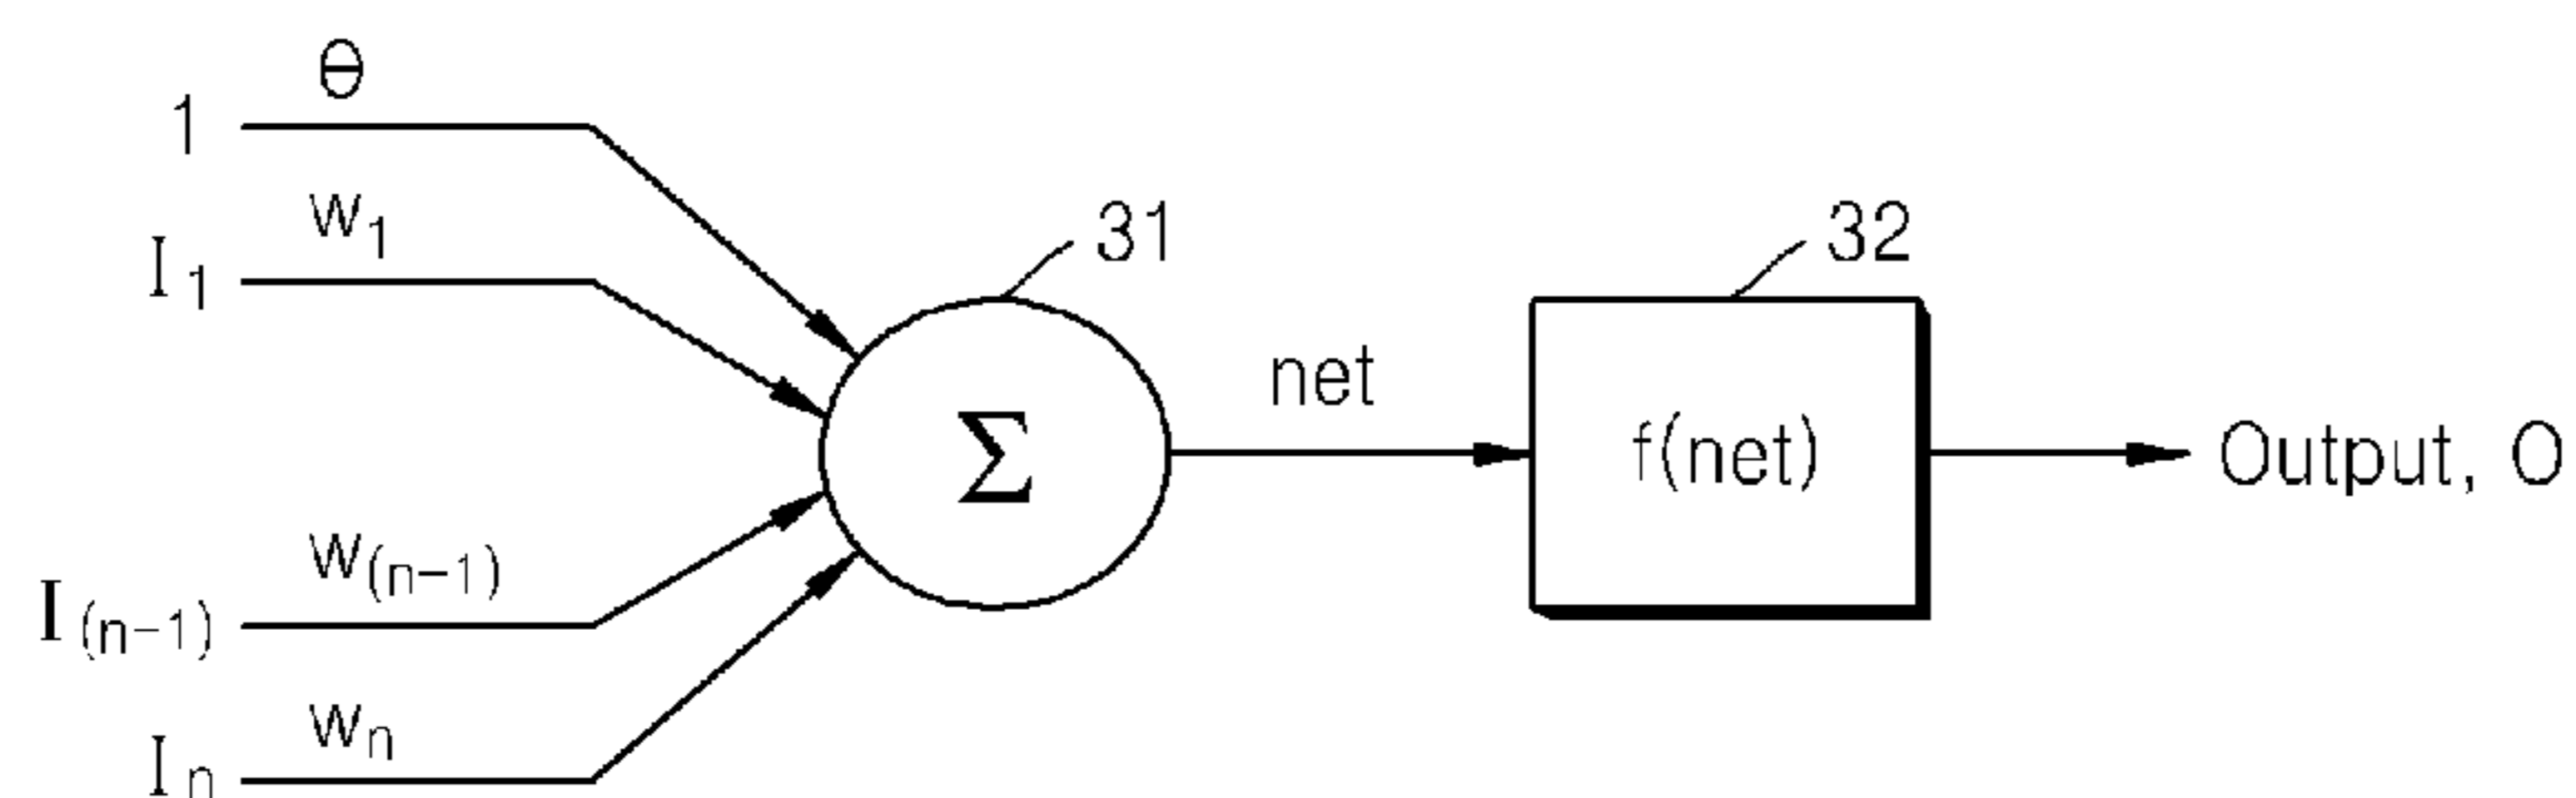 θ
1
w₁
I₁
31
32
Σ
net
f(net)
Output, O
w₍ₙ₋₁₎
I₍ₙ₋₁₎
wₙ
Iₙ